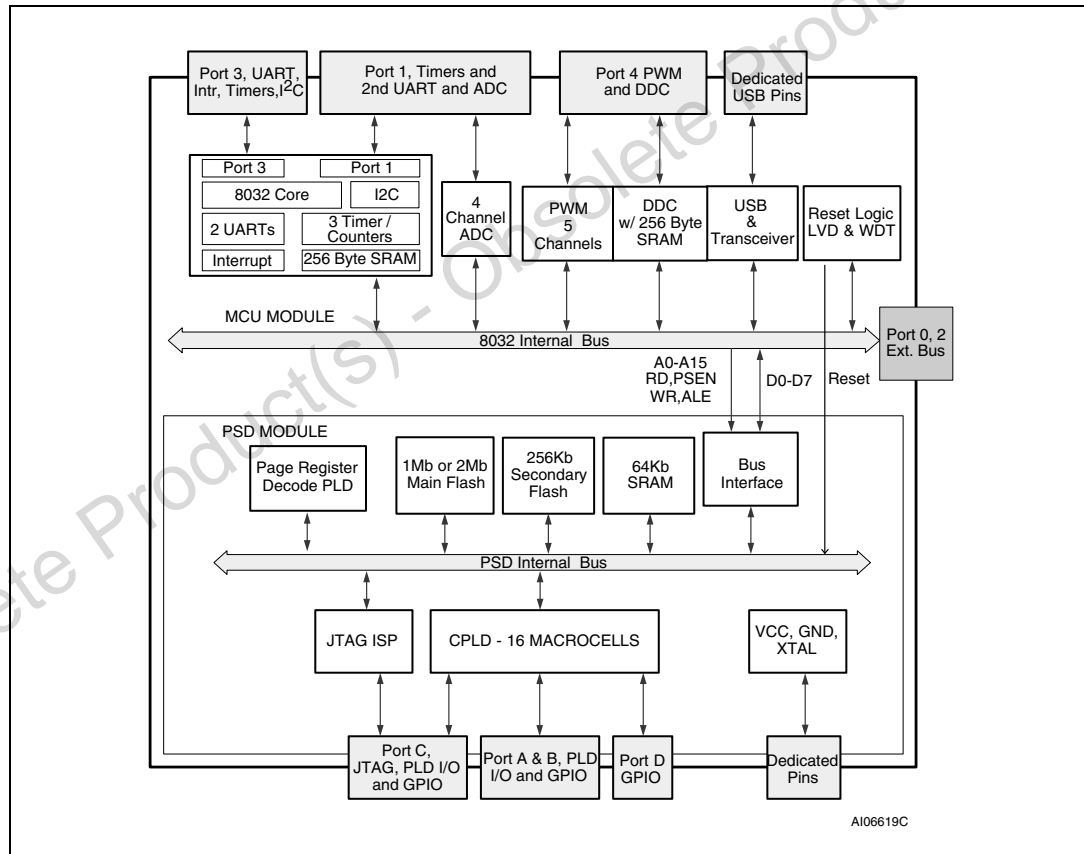 Port 3, UART,
Intr, Timers,I2C
Port 1, Timers and
2nd UART and ADC
Port 4 PWM
and DDC
Dedicated
USB Pins
Port 3
Port 1
8032 Core
I2C
2 UARTs
3 Timer /
Counters
Interrupt
256 Byte SRAM
4
Channel
ADC
PWM
5
Channels
DDC
w/ 256 Byte
SRAM
USB
&
Transceiver
Reset Logic
LVD & WDT
MCU MODULE
8032 Internal Bus
Port 0, 2
Ext. Bus
A0-A15
RD,PSEN
WR,ALE
D0-D7
Reset
PSD MODULE
Page Register
Decode PLD
1Mb or 2Mb
Main Flash
256Kb
Secondary
Flash
64Kb
SRAM
Bus
Interface
PSD Internal Bus
JTAG ISP
CPLD - 16 MACROCELLS
VCC, GND,
XTAL
Port C,
JTAG, PLD I/O
and GPIO
Port A & B, PLD
I/O and GPIO
Port D
GPIO
Dedicated
Pins
AI06619C
ete Product(s) - Obsolete Product(s)